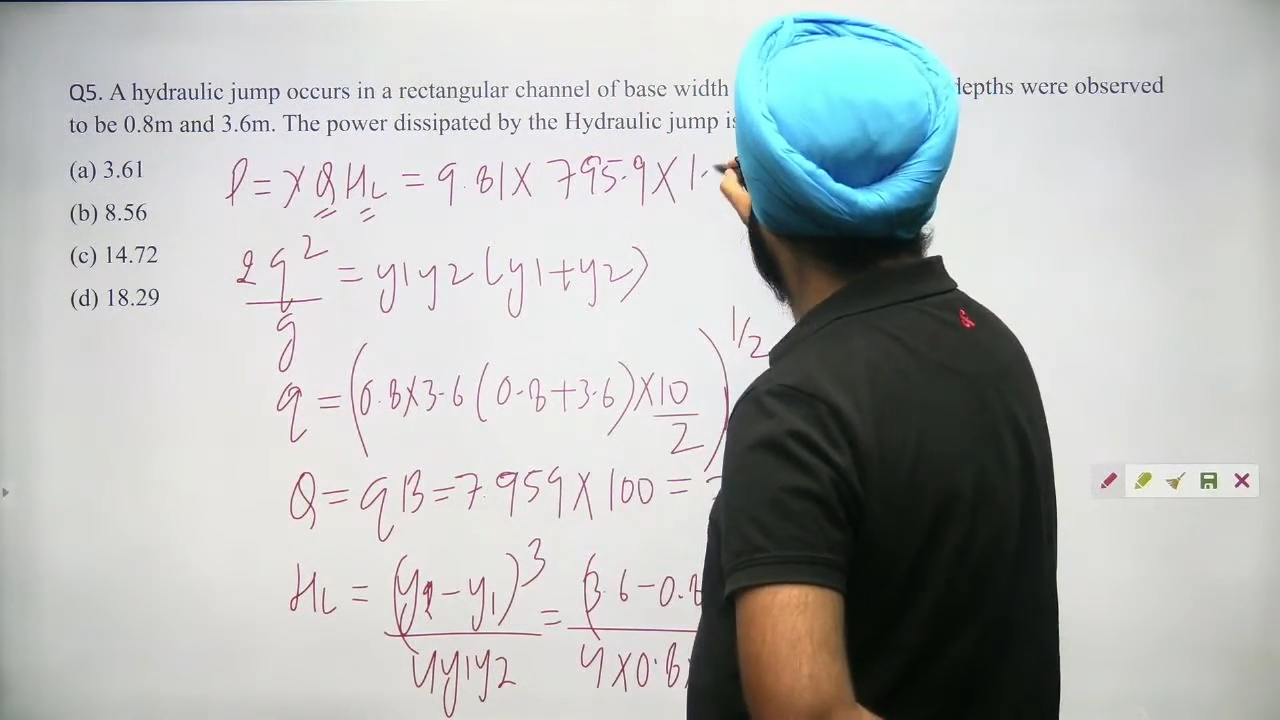 Q5. A hydraulic jump occurs in a rectangular channel of base width depths were observed
to be 0.8m and 3.6m. The power dissipated by the Hydraulic jump is
(a) 3.61
(b) 8.56
(c) 14.72
(d) 18.29
P = γ Q HL = 9.81 × 795.9 × 1.
2q²/g = y1y2(y1+y2)
q = (0.8×3.6(0.8+3.6)×10/2)^1/2
Q = qB = 7.959 × 100 =
HL = (y2-y1)³/4y1y2 = (3.6-0.8/4×0.8